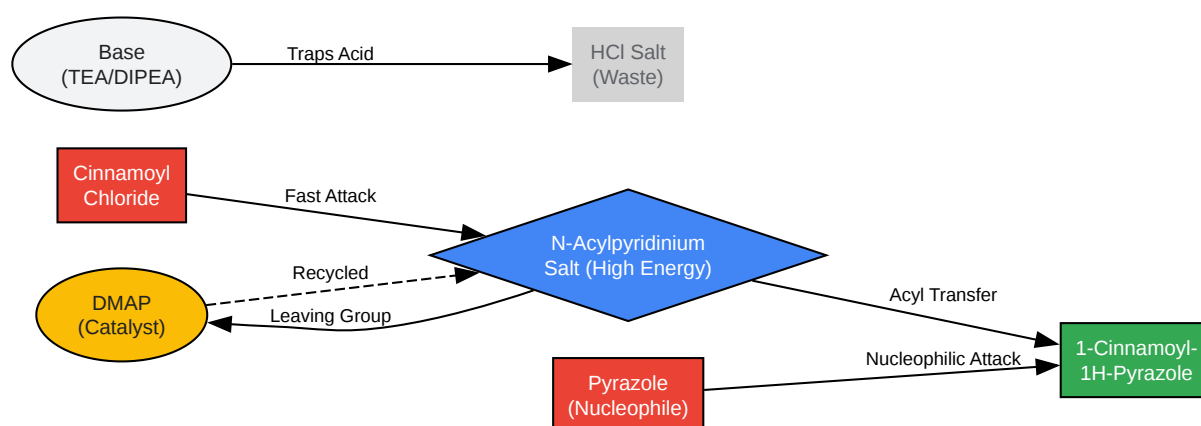 Base
(TEA/DIPEA)
Traps Acid
HCl Salt
(Waste)
Cinnamoyl
Chloride
Fast Attack
N-Acylpyridinium
Salt (High Energy)
Recycled
DMAP
(Catalyst)
Leaving Group
Acyl Transfer
1-Cinnamoyl-
1H-Pyrazole
Nucleophilic Attack
Pyrazole
(Nucleophile)